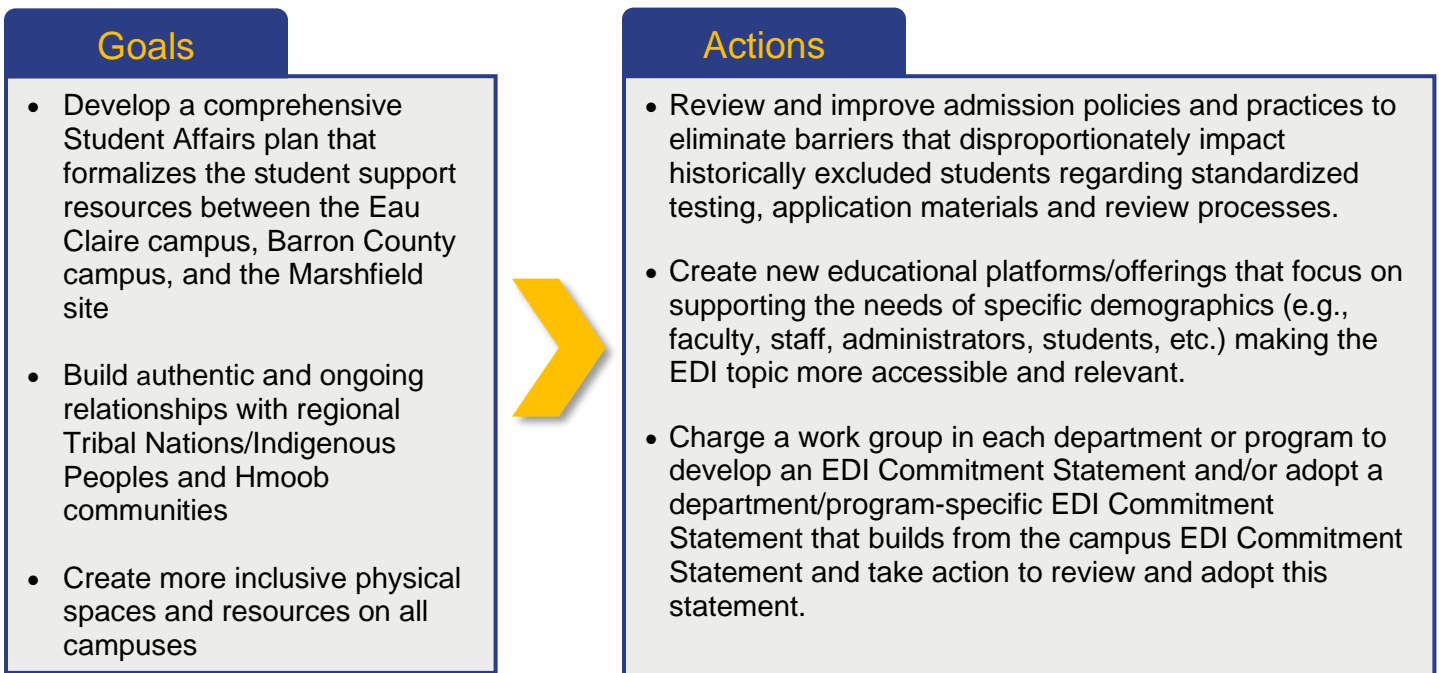 Goals
• Develop a comprehensive
Student Affairs plan that
formalizes the student support
resources between the Eau
Claire campus, Barron County
campus, and the Marshfield
site
• Build authentic and ongoing
relationships with regional
Tribal Nations/Indigenous
Peoples and Hmoob
communities
• Create more inclusive physical
spaces and resources on all
campuses
Actions
• Review and improve admission policies and practices to
eliminate barriers that disproportionately impact
historically excluded students regarding standardized
testing, application materials and review processes.
• Create new educational platforms/offerings that focus on
supporting the needs of specific demographics (e.g.,
faculty, staff, administrators, students, etc.) making the
EDI topic more accessible and relevant.
• Charge a work group in each department or program to
develop an EDI Commitment Statement and/or adopt a
department/program-specific EDI Commitment
Statement that builds from the campus EDI Commitment
Statement and take action to review and adopt this
statement.